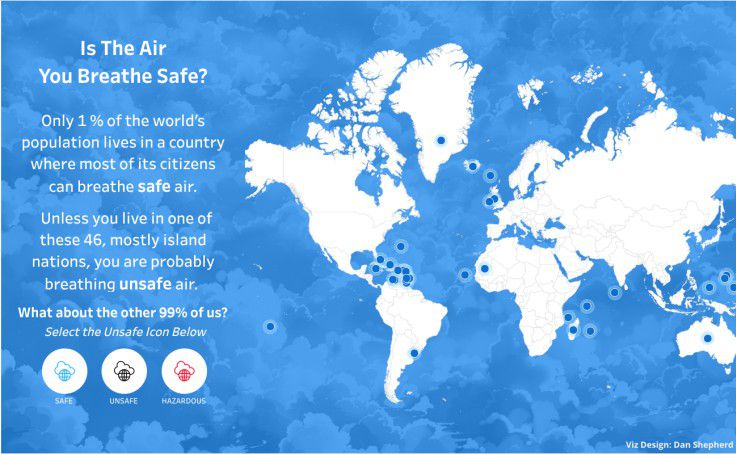 Is The Air
You Breathe Safe?
Only 1 % of the world's
population lives in a country
where most of its citizens
can breathe safe air.
Unless you live in one of
these 46, mostly island
nations, you are probably
breathing unsafe air.
What about the other 99% of us?
Select the Unsafe Icon Below
SAFE
UNSAFE
HAZARDOUS
Viz Design: Dan Shepherd